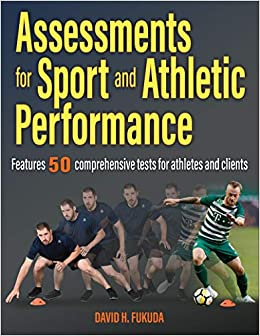 Assessments
for Sport and Athletic
Performance
Features 50 comprehensive tests for athletes and clients
DAVID H. FUKUDA